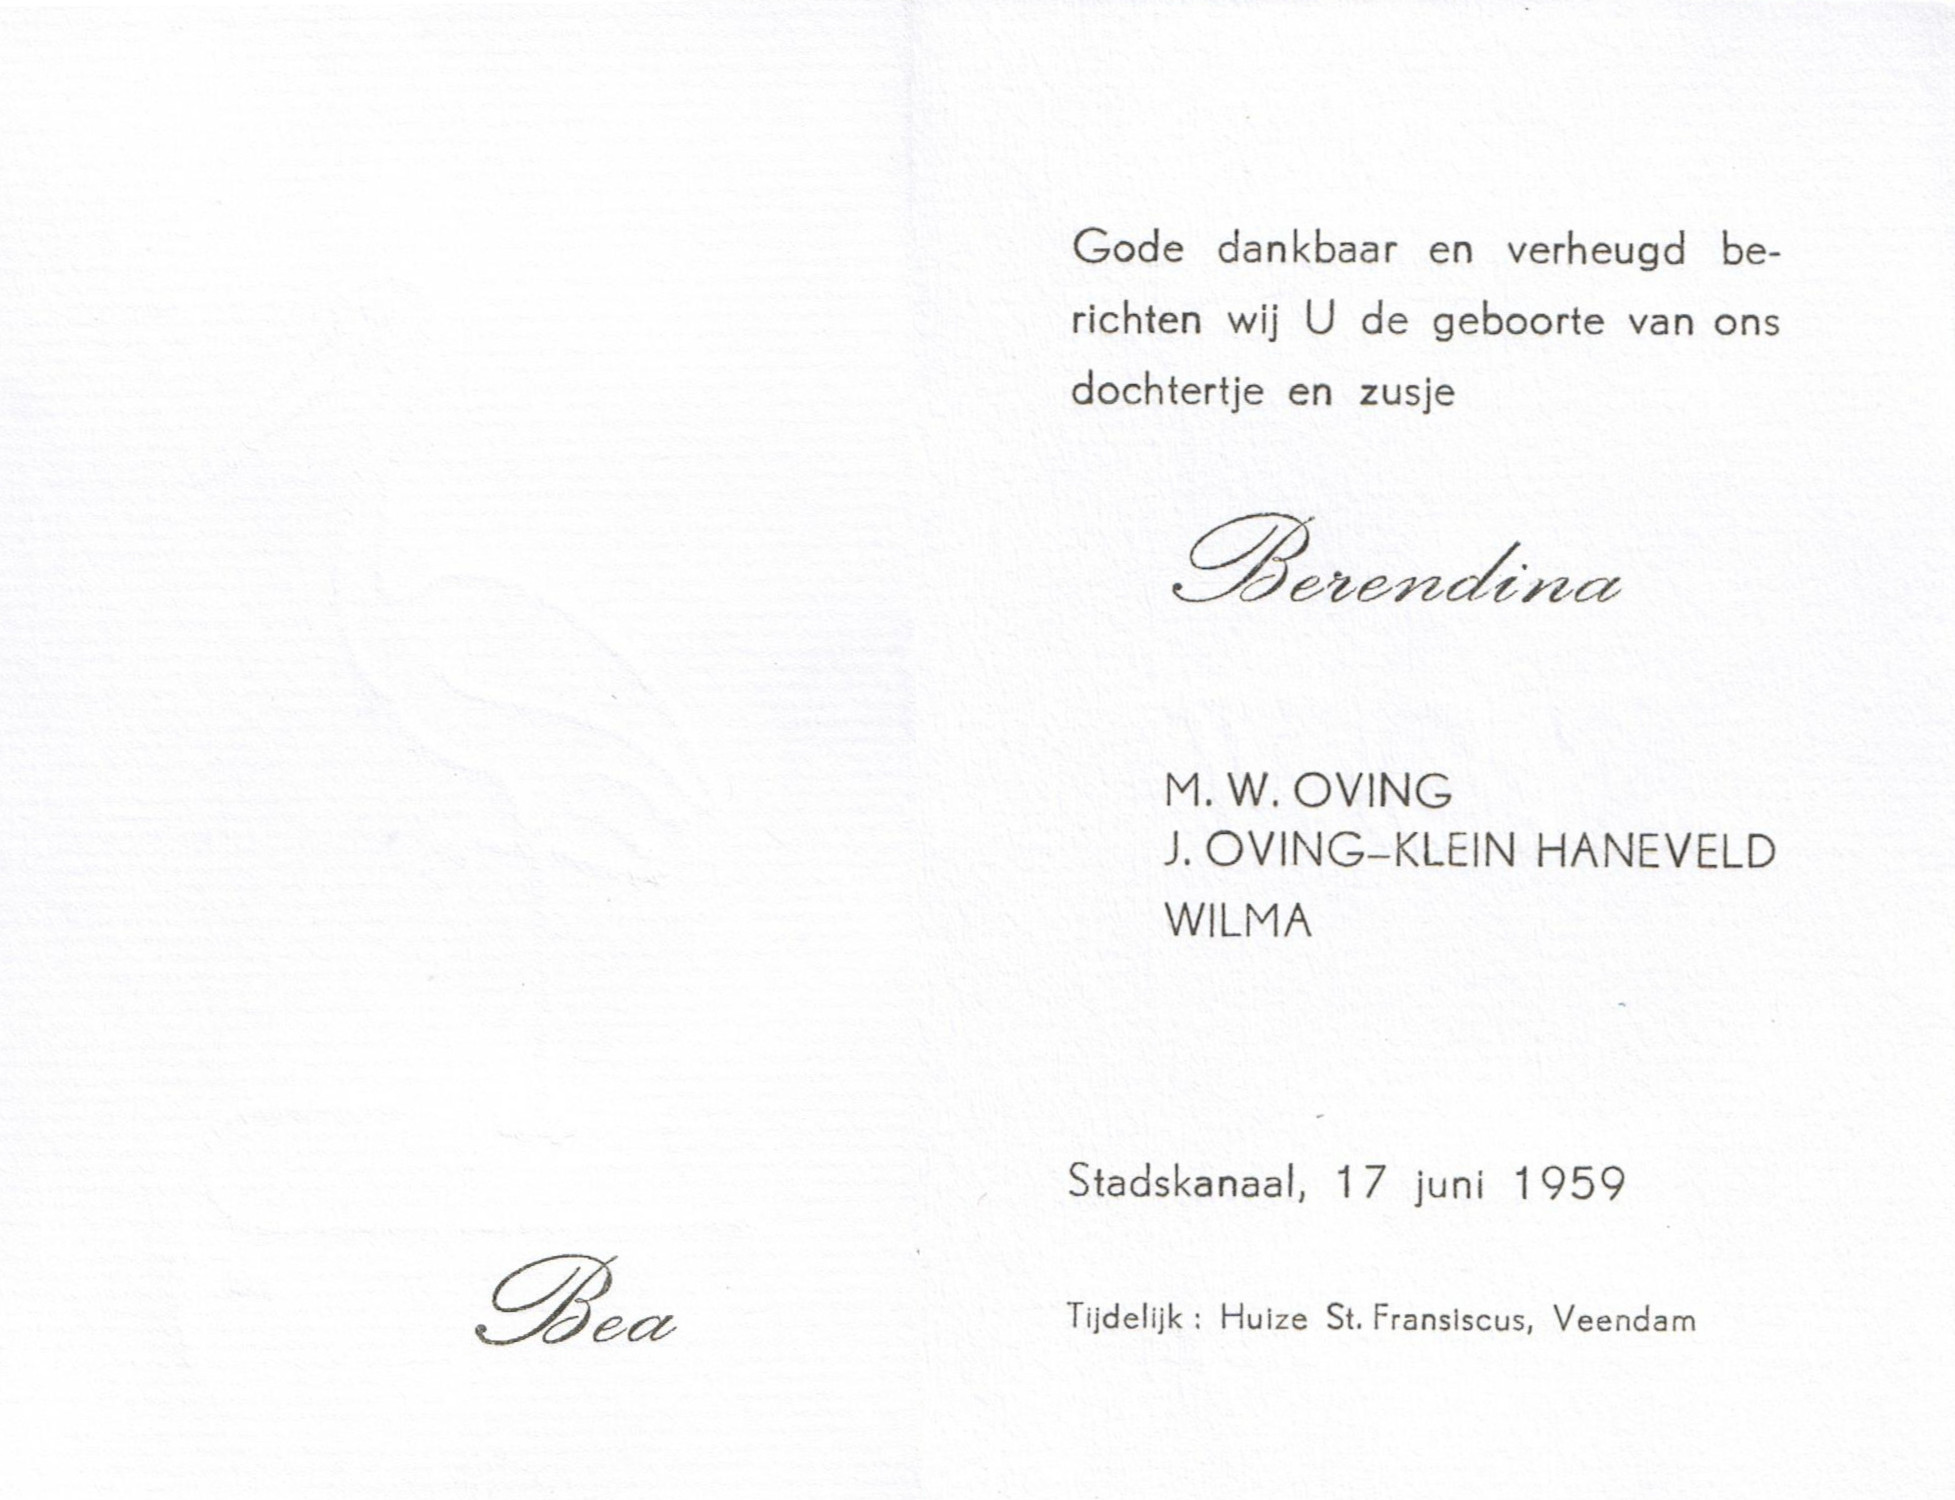 Bea
Gode dankbaar en verheugd be-
richten wij U de geboorte van ons
dochtertje en zusje
Berendina
M. W. OVING
J. OVING–KLEIN HANEVELD
WILMA
Stadskanaal, 17 juni 1959
Tijdelijk : Huize St. Fransiscus, Veendam